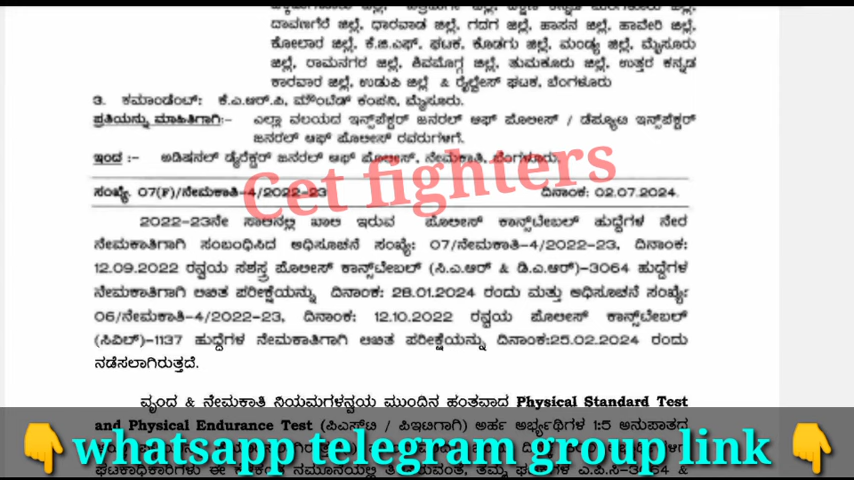 ದಾವಣಗೆರೆ ಜಿಲ್ಲೆ, ಧಾರವಾಡ ಜಿಲ್ಲೆ, ಗದಗ ಜಿಲ್ಲೆ, ಹಾಸನ ಜಿಲ್ಲೆ, ಹಾವೇರಿ ಜಿಲ್ಲೆ,
ಕೋಲಾರ ಜಿಲ್ಲೆ, ಕೆ.ಜಿ.ಎಫ್. ಘಟಕ, ಕೊಡಗು ಜಿಲ್ಲೆ, ಮಂಡ್ಯ ಜಿಲ್ಲೆ, ಮೈಸೂರು
ಜಿಲ್ಲೆ, ರಾಮನಗರ ಜಿಲ್ಲೆ, ಶಿವಮೊಗ್ಗ ಜಿಲ್ಲೆ, ತುಮಕೂರು ಜಿಲ್ಲೆ, ಉತ್ತರ ಕನ್ನಡ
ಕಾರವಾರ ಜಿಲ್ಲೆ, ಉಡುಪಿ ಜಿಲ್ಲೆ & ರೈಲ್ವೇಸ್ ಘಟಕ, ಬೆಂಗಳೂರು
3. ಕಮಾಂಡೆಂಟ್: ಕೆ.ಎ.ಆರ್.ಪಿ, ಮೌಂಟೆಡ್ ಕಂಪನಿ, ಮೈಸೂರು.
ಪ್ರತಿಯನ್ನು ಮಾಹಿತಿಗಾಗಿ:- ಎಲ್ಲಾ ವಲಯದ ಇನ್ಸ್‌ಪೆಕ್ಟರ್ ಜನರಲ್ ಆಫ್ ಪೊಲೀಸ್ / ಡೆಪ್ಯೂಟಿ ಇನ್ಸ್‌ಪೆಕ್ಟರ್
ಜನರಲ್ ಆಫ್ ಪೊಲೀಸ್ ರವರುಗಳಿಗೆ.
ಇಂದ :- ಅಡಿಷನಲ್ ಡೈರೆಕ್ಟರ್ ಜನರಲ್ ಆಫ್ ಪೊಲೀಸ್, ನೇಮಕಾತಿ, ಬೆಂಗಳೂರು.
Cet fighters
ಸಂಖ್ಯೆ. 07(F)/ನೇಮಕಾತಿ-4/2022-23 ದಿನಾಂಕ: 02.07.2024.
2022-23ನೇ ಸಾಲಿನಲ್ಲಿ ಖಾಲಿ ಇರುವ ಪೊಲೀಸ್ ಕಾನ್ಸ್‌ಟೇಬಲ್ ಹುದ್ದೆಗಳ ನೇರ
ನೇಮಕಾತಿಗಾಗಿ ಸಂಬಂಧಿಸಿದ ಅಧಿಸೂಚನೆ ಸಂಖ್ಯೆ: 07/ನೇಮಕಾತಿ-4/2022-23, ದಿನಾಂಕ:
12.09.2022 ರನ್ವಯ ಸಶಸ್ತ್ರ ಪೊಲೀಸ್ ಕಾನ್ಸ್‌ಟೇಬಲ್ (ಸಿ.ಎ.ಆರ್ & ಡಿ.ಎ.ಆರ್)-3064 ಹುದ್ದೆಗಳ
ನೇಮಕಾತಿಗಾಗಿ ಲಿಖಿತ ಪರೀಕ್ಷೆಯನ್ನು ದಿನಾಂಕ: 28.01.2024 ರಂದು ಮತ್ತು ಅಧಿಸೂಚನೆ ಸಂಖ್ಯೆ:
06/ನೇಮಕಾತಿ-4/2022-23, ದಿನಾಂಕ: 12.10.2022 ರನ್ವಯ ಪೊಲೀಸ್ ಕಾನ್ಸ್‌ಟೇಬಲ್
(ಸಿವಿಲ್)-1137 ಹುದ್ದೆಗಳ ನೇಮಕಾತಿಗಾಗಿ ಲಿಖಿತ ಪರೀಕ್ಷೆಯನ್ನು ದಿನಾಂಕ:25.02.2024 ರಂದು
ನಡೆಸಲಾಗಿರುತ್ತದೆ.
ವೃಂದ & ನೇಮಕಾತಿ ನಿಯಮಗಳನ್ವಯ ಮುಂದಿನ ಹಂತವಾದ Physical Standard Test
and Physical Endurance Test (ಪಿಎಸ್‌ಟಿ / ಪಿಇಟಿಗಾಗಿ) ಅರ್ಹ ಅಭ್ಯರ್ಥಿಗಳ 1:5 ಅನುಪಾತದ
whatsapp telegram group link